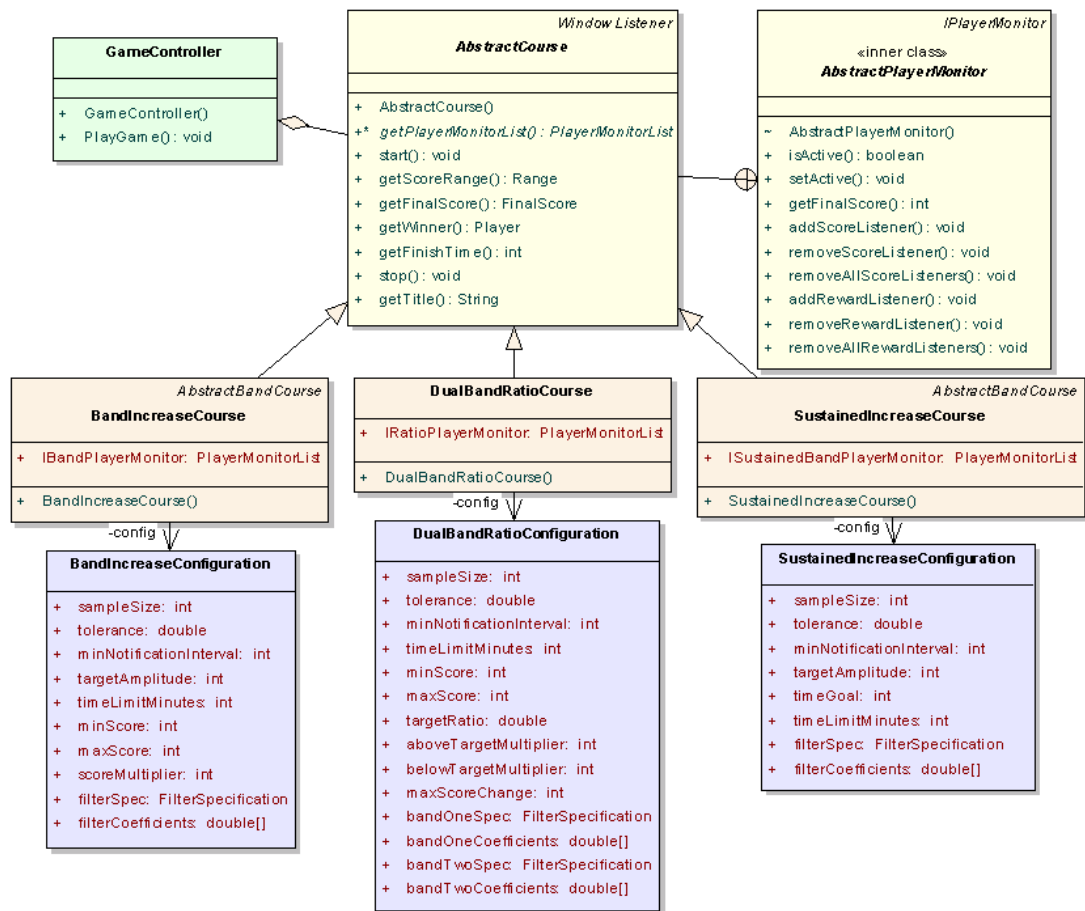 GameController
+ GameController()
+ PlayGame(): void
Window Listener
AbstractCourse
+ AbstractCourse()
+* getPlayerMonitorList(): PlayerMonitorList
+ start(): void
+ getScoreRange(): Range
+ getFinalScore(): FinalScore
+ getWinner(): Player
+ getFinishTime(): int
+ stop(): void
+ getTitle(): String
IPlayerMonitor
«inner class»
AbstractPlayerMonitor
~ AbstractPlayerMonitor()
+ isActive(): boolean
+ setActive(): void
+ getFinalScore(): int
+ addScoreListener(): void
+ removeScoreListener(): void
+ removeAllScoreListeners(): void
+ addRewardListener(): void
+ removeRewardListener(): void
+ removeAllRewardListeners(): void
AbstractBandCourse
BandIncreaseCourse
+ IBandPlayerMonitor: PlayerMonitorList
+ BandIncreaseCourse()
-config
DualBandRatioCourse
+ IRatioPlayerMonitor: PlayerMonitorList
+ DualBandRatioCourse()
-config
AbstractBandCourse
SustainedIncreaseCourse
+ ISustainedBandPlayerMonitor: PlayerMonitorList
+ SustainedIncreaseCourse()
-config
BandIncreaseConfiguration
+ sampleSize: int
+ tolerance: double
+ minNotificationInterval: int
+ targetAmplitude: int
+ timeLimitMinutes: int
+ minScore: int
+ maxScore: int
+ scoreMultiplier: int
+ filterSpec: FilterSpecification
+ filterCoefficients: double[]
DualBandRatioConfiguration
+ sampleSize: int
+ tolerance: double
+ minNotificationInterval: int
+ timeLimitMinutes: int
+ minScore: int
+ maxScore: int
+ targetRatio: double
+ aboveTargetMultiplier: int
+ belowTargetMultiplier: int
+ maxScoreChange: int
+ bandOneSpec: FilterSpecification
+ bandOneCoefficients: double[]
+ bandTwoSpec: FilterSpecification
+ bandTwoCoefficients: double[]
SustainedIncreaseConfiguration
+ sampleSize: int
+ tolerance: double
+ minNotificationInterval: int
+ targetAmplitude: int
+ timeGoal: int
+ timeLimitMinutes: int
+ filterSpec: FilterSpecification
+ filterCoefficients: double[]